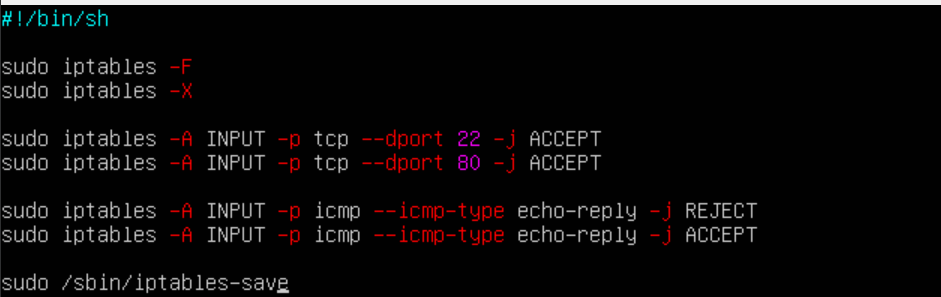 #!/bin/sh
sudo iptables -F
sudo iptables -X
sudo iptables -A INPUT -p tcp --dport 22 -j ACCEPT
sudo iptables -A INPUT -p tcp --dport 80 -j ACCEPT
sudo iptables -A INPUT -p icmp --icmp-type echo-reply -j REJECT
sudo iptables -A INPUT -p icmp --icmp-type echo-reply -j ACCEPT
sudo /sbin/iptables-save